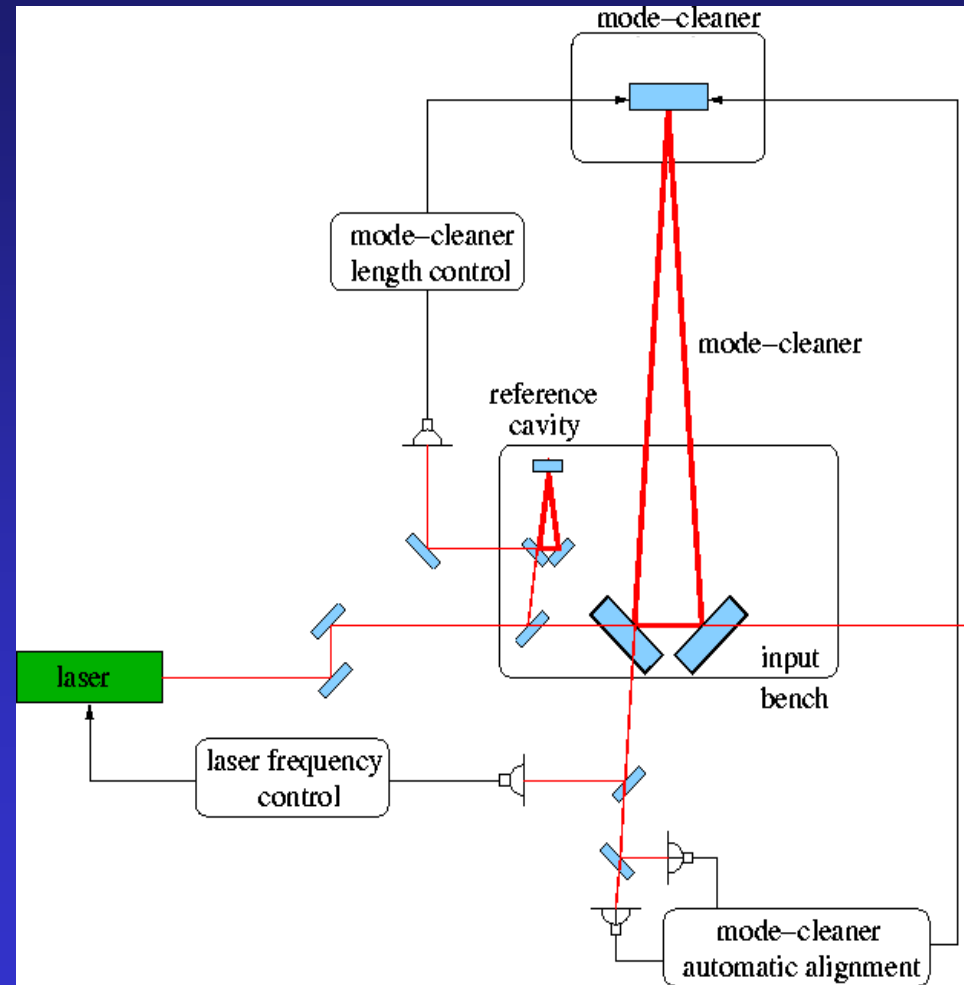 mode–cleaner
mode–cleaner
length control
mode–cleaner
reference
cavity
input
bench
laser
laser frequency
control
mode–cleaner
automatic alignment